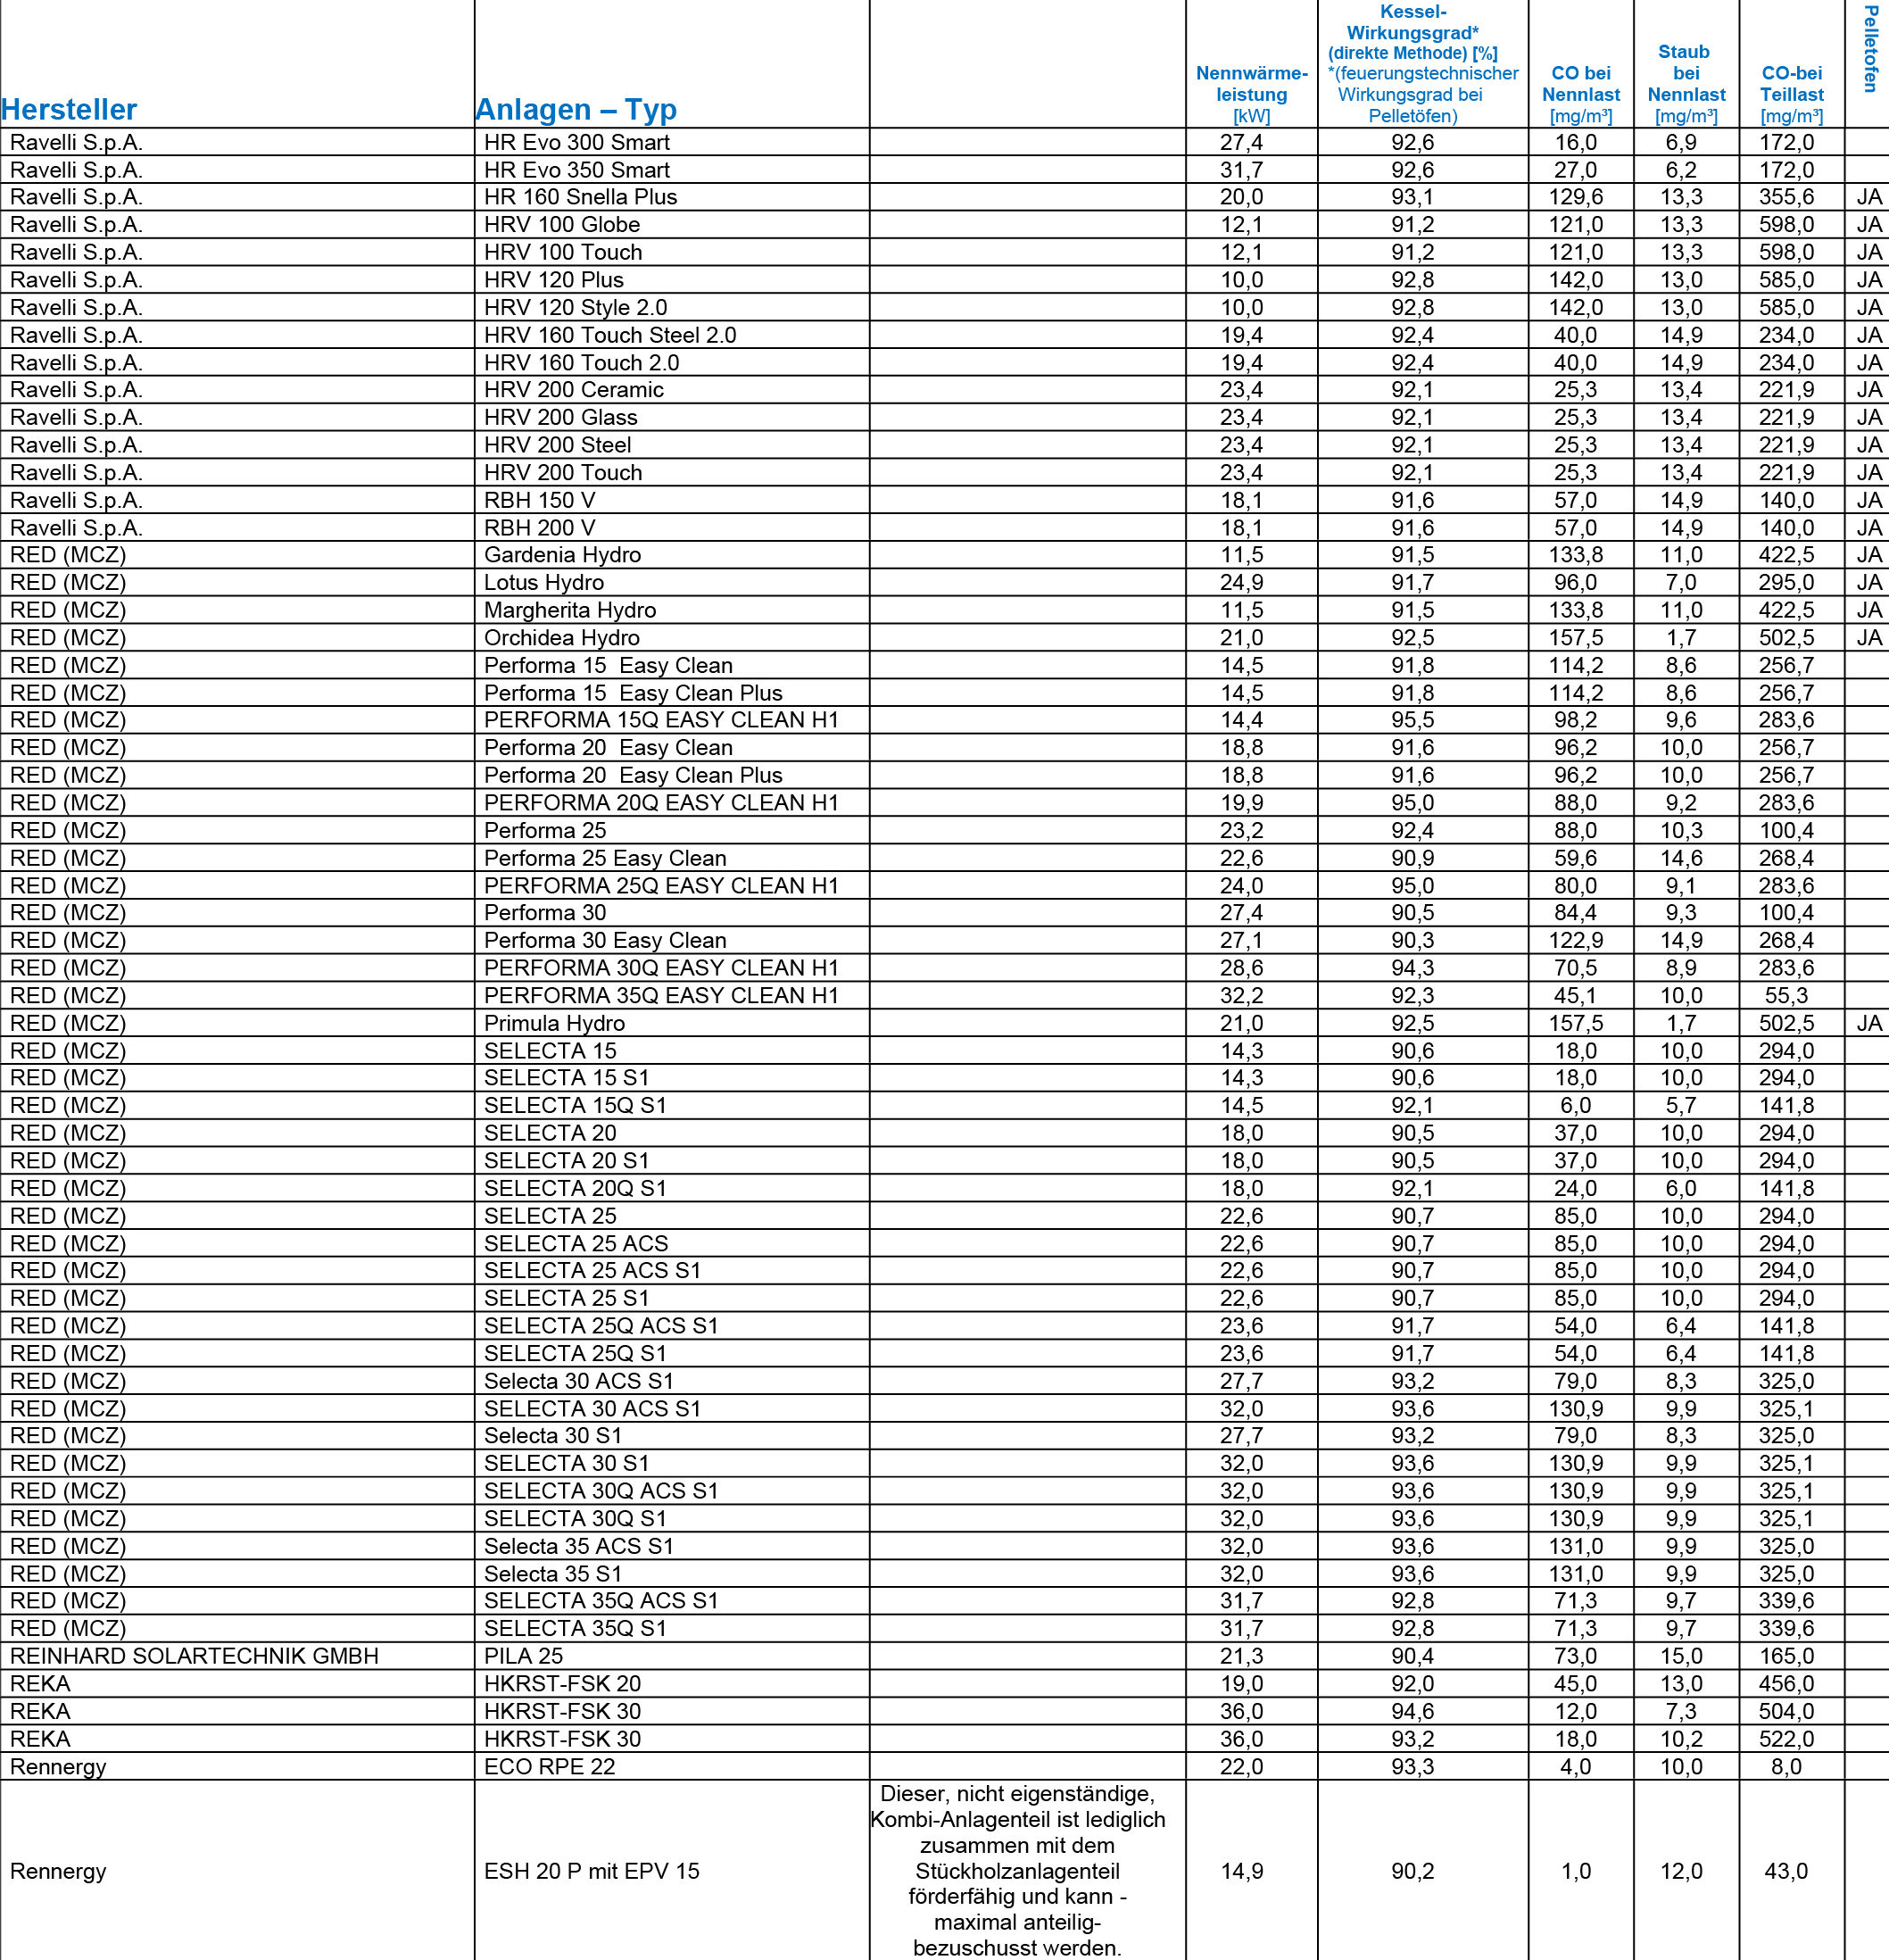 Hersteller Anlagen – Typ Nennwärme-leistung [kW] Kessel-Wirkungsgrad* (direkte Methode) [%] *(feuerungstechnischer Wirkungsgrad bei Pelletöfen) CO bei Nennlast [mg/m³] Staub bei Nennlast [mg/m³] CO-bei Teillast [mg/m³] Pelletofen
Ravelli S.p.A. HR Evo 300 Smart 27,4 92,6 16,0 6,9 172,0
Ravelli S.p.A. HR Evo 350 Smart 31,7 92,6 27,0 6,2 172,0
Ravelli S.p.A. HR 160 Snella Plus 20,0 93,1 129,6 13,3 355,6 JA
Ravelli S.p.A. HRV 100 Globe 12,1 91,2 121,0 13,3 598,0 JA
Ravelli S.p.A. HRV 100 Touch 12,1 91,2 121,0 13,3 598,0 JA
Ravelli S.p.A. HRV 120 Plus 10,0 92,8 142,0 13,0 585,0 JA
Ravelli S.p.A. HRV 120 Style 2.0 10,0 92,8 142,0 13,0 585,0 JA
Ravelli S.p.A. HRV 160 Touch Steel 2.0 19,4 92,4 40,0 14,9 234,0 JA
Ravelli S.p.A. HRV 160 Touch 2.0 19,4 92,4 40,0 14,9 234,0 JA
Ravelli S.p.A. HRV 200 Ceramic 23,4 92,1 25,3 13,4 221,9 JA
Ravelli S.p.A. HRV 200 Glass 23,4 92,1 25,3 13,4 221,9 JA
Ravelli S.p.A. HRV 200 Steel 23,4 92,1 25,3 13,4 221,9 JA
Ravelli S.p.A. HRV 200 Touch 23,4 92,1 25,3 13,4 221,9 JA
Ravelli S.p.A. RBH 150 V 18,1 91,6 57,0 14,9 140,0 JA
Ravelli S.p.A. RBH 200 V 18,1 91,6 57,0 14,9 140,0 JA
RED (MCZ) Gardenia Hydro 11,5 91,5 133,8 11,0 422,5 JA
RED (MCZ) Lotus Hydro 24,9 91,7 96,0 7,0 295,0 JA
RED (MCZ) Margherita Hydro 11,5 91,5 133,8 11,0 422,5 JA
RED (MCZ) Orchidea Hydro 21,0 92,5 157,5 1,7 502,5 JA
RED (MCZ) Performa 15  Easy Clean 14,5 91,8 114,2 8,6 256,7
RED (MCZ) Performa 15  Easy Clean Plus 14,5 91,8 114,2 8,6 256,7
RED (MCZ) PERFORMA 15Q EASY CLEAN H1 14,4 95,5 98,2 9,6 283,6
RED (MCZ) Performa 20  Easy Clean 18,8 91,6 96,2 10,0 256,7
RED (MCZ) Performa 20  Easy Clean Plus 18,8 91,6 96,2 10,0 256,7
RED (MCZ) PERFORMA 20Q EASY CLEAN H1 19,9 95,0 88,0 9,2 283,6
RED (MCZ) Performa 25 23,2 92,4 88,0 10,3 100,4
RED (MCZ) Performa 25 Easy Clean 22,6 90,9 59,6 14,6 268,4
RED (MCZ) PERFORMA 25Q EASY CLEAN H1 24,0 95,0 80,0 9,1 283,6
RED (MCZ) Performa 30 27,4 90,5 84,4 9,3 100,4
RED (MCZ) Performa 30 Easy Clean 27,1 90,3 122,9 14,9 268,4
RED (MCZ) PERFORMA 30Q EASY CLEAN H1 28,6 94,3 70,5 8,9 283,6
RED (MCZ) PERFORMA 35Q EASY CLEAN H1 32,2 92,3 45,1 10,0 55,3
RED (MCZ) Primula Hydro 21,0 92,5 157,5 1,7 502,5 JA
RED (MCZ) SELECTA 15 14,3 90,6 18,0 10,0 294,0
RED (MCZ) SELECTA 15 S1 14,3 90,6 18,0 10,0 294,0
RED (MCZ) SELECTA 15Q S1 14,5 92,1 6,0 5,7 141,8
RED (MCZ) SELECTA 20 18,0 90,5 37,0 10,0 294,0
RED (MCZ) SELECTA 20 S1 18,0 90,5 37,0 10,0 294,0
RED (MCZ) SELECTA 20Q S1 18,0 92,1 24,0 6,0 141,8
RED (MCZ) SELECTA 25 22,6 90,7 85,0 10,0 294,0
RED (MCZ) SELECTA 25 ACS 22,6 90,7 85,0 10,0 294,0
RED (MCZ) SELECTA 25 ACS S1 22,6 90,7 85,0 10,0 294,0
RED (MCZ) SELECTA 25 S1 22,6 90,7 85,0 10,0 294,0
RED (MCZ) SELECTA 25Q ACS S1 23,6 91,7 54,0 6,4 141,8
RED (MCZ) SELECTA 25Q S1 23,6 91,7 54,0 6,4 141,8
RED (MCZ) Selecta 30 ACS S1 27,7 93,2 79,0 8,3 325,0
RED (MCZ) SELECTA 30 ACS S1 32,0 93,6 130,9 9,9 325,1
RED (MCZ) Selecta 30 S1 27,7 93,2 79,0 8,3 325,0
RED (MCZ) SELECTA 30 S1 32,0 93,6 130,9 9,9 325,1
RED (MCZ) SELECTA 30Q ACS S1 32,0 93,6 130,9 9,9 325,1
RED (MCZ) SELECTA 30Q S1 32,0 93,6 130,9 9,9 325,1
RED (MCZ) Selecta 35 ACS S1 32,0 93,6 131,0 9,9 325,0
RED (MCZ) Selecta 35 S1 32,0 93,6 131,0 9,9 325,0
RED (MCZ) SELECTA 35Q ACS S1 31,7 92,8 71,3 9,7 339,6
RED (MCZ) SELECTA 35Q S1 31,7 92,8 71,3 9,7 339,6
REINHARD SOLARTECHNIK GMBH PILA 25 21,3 90,4 73,0 15,0 165,0
REKA HKRST-FSK 20 19,0 92,0 45,0 13,0 456,0
REKA HKRST-FSK 30 36,0 94,6 12,0 7,3 504,0
REKA HKRST-FSK 30 36,0 93,2 18,0 10,2 522,0
Rennergy ECO RPE 22 22,0 93,3 4,0 10,0 8,0
Rennergy ESH 20 P mit EPV 15
Dieser, nicht eigenständige,
Kombi-Anlagenteil ist lediglich
zusammen mit dem
Stückholzanlagenteil
förderfähig und kann -
maximal anteilig-
bezuschusst werden.
14,9 90,2 1,0 12,0 43,0